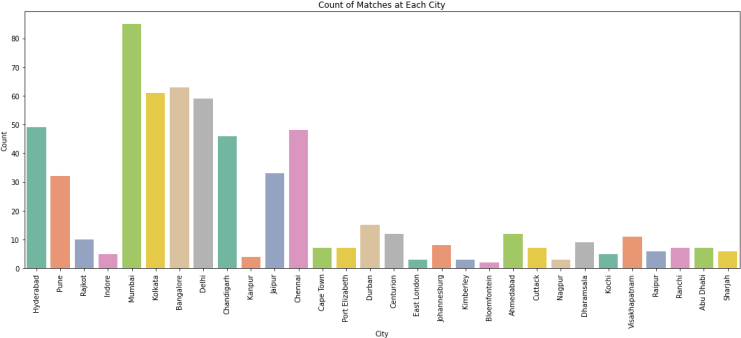 Count of Matches at Each City
80
70
60
50
40
30
20
10
0
Count
Hyderabad
Pune
Rajkot
Indore
Mumbai
Kolkata
Bangalore
Delhi
Chandigarh
Kanpur
Jaipur
Chennai
Cape Town
Port Elizabeth
Durban
Centurion
East London
Johannesburg
Kimberley
Bloemfontein
Ahmedabad
Cuttack
Nagpur
Dharamsala
Kochi
Visakhapatnam
Raipur
Ranchi
Abu Dhabi
Sharjah
City